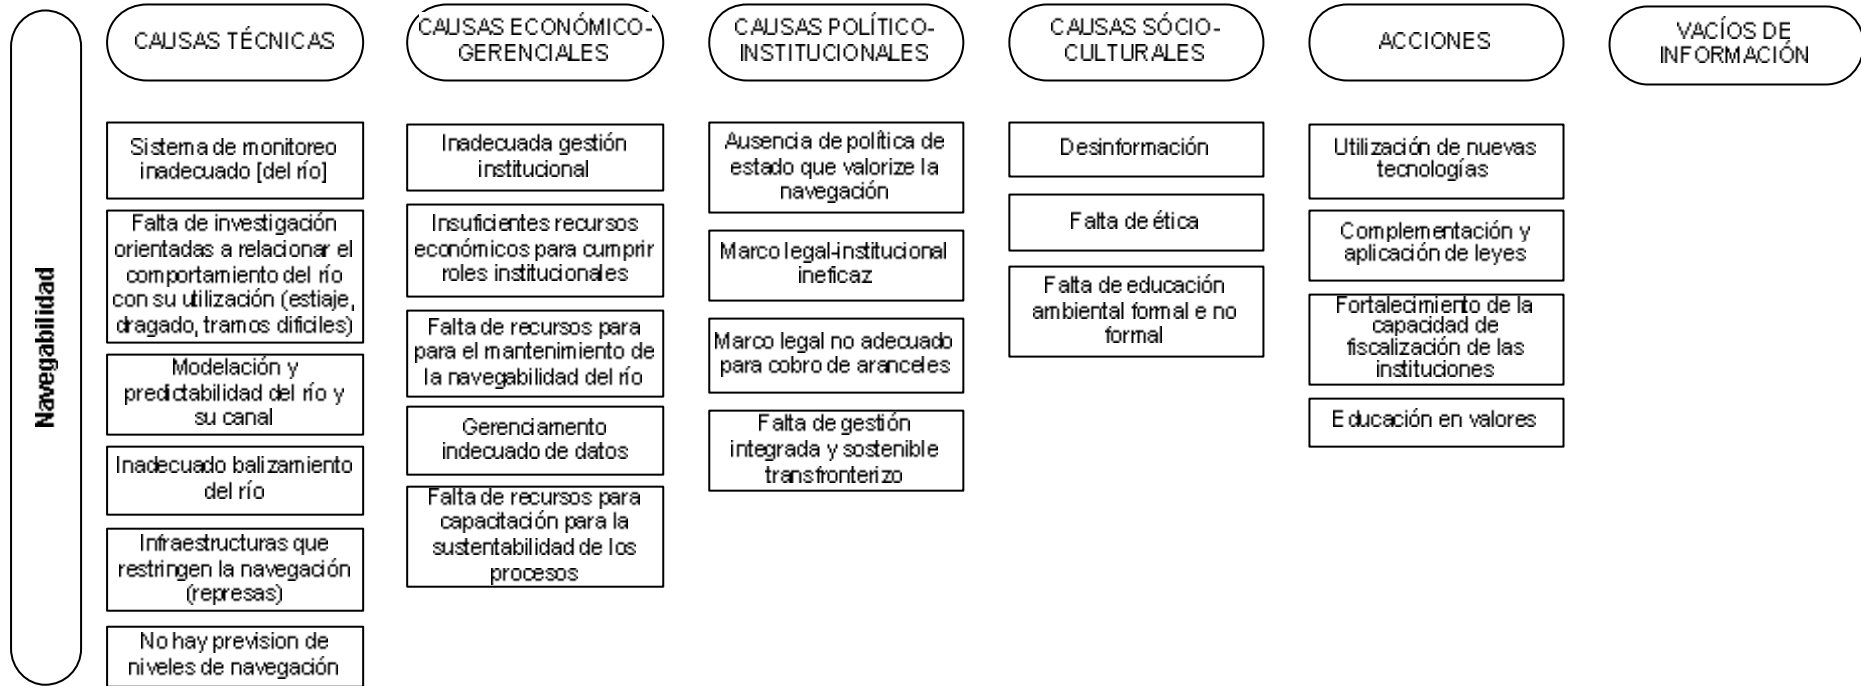 Navegabilidad
CAUSAS TÉCNICAS
Sistema de monitoreo
inadecuado [del río]
Falta de investigación
orientadas a relacionar el
comportamiento del río
con su utilización (estiaje,
dragado, tramos dificiles)
Modelación y
predictabilidad del río y
su canal
Inadecuado balizamiento
del río
Infraestructuras que
restringen la navegación
(represas)
No hay prevision de
niveles de navegación
CAUSAS ECONÓMICO-
GERENCIALES
Inadecuada gestión
institucional
Insuficientes recursos
económicos para cumprir
roles institucionales
Falta de recursos para
para el mantenimiento de
la navegabilidad del río
Gerenciamento
indecuado de datos
Falta de recursos para
capacitación para la
sustentabilidad de los
procesos
CAUSAS POLÍTICO-
INSTITUCIONALES
Ausencia de política de
estado que valorize la
navegación
Marco legal-institucional
ineficaz
Marco legal no adecuado
para cobro de aranceles
Falta de gestión
integrada y sostenible
transfronterizo
CAUSAS SÓCIO-
CULTURALES
Desinformación
Falta de ética
Falta de educación
ambiental formal e no
formal
ACCIONES
Utilización de nuevas
tecnologías
Complementación y
aplicación de leyes
Fortalecimiento de la
capacidad de
fiscalización de las
instituciones
Educación en valores
VACÍOS DE
INFORMACIÓN